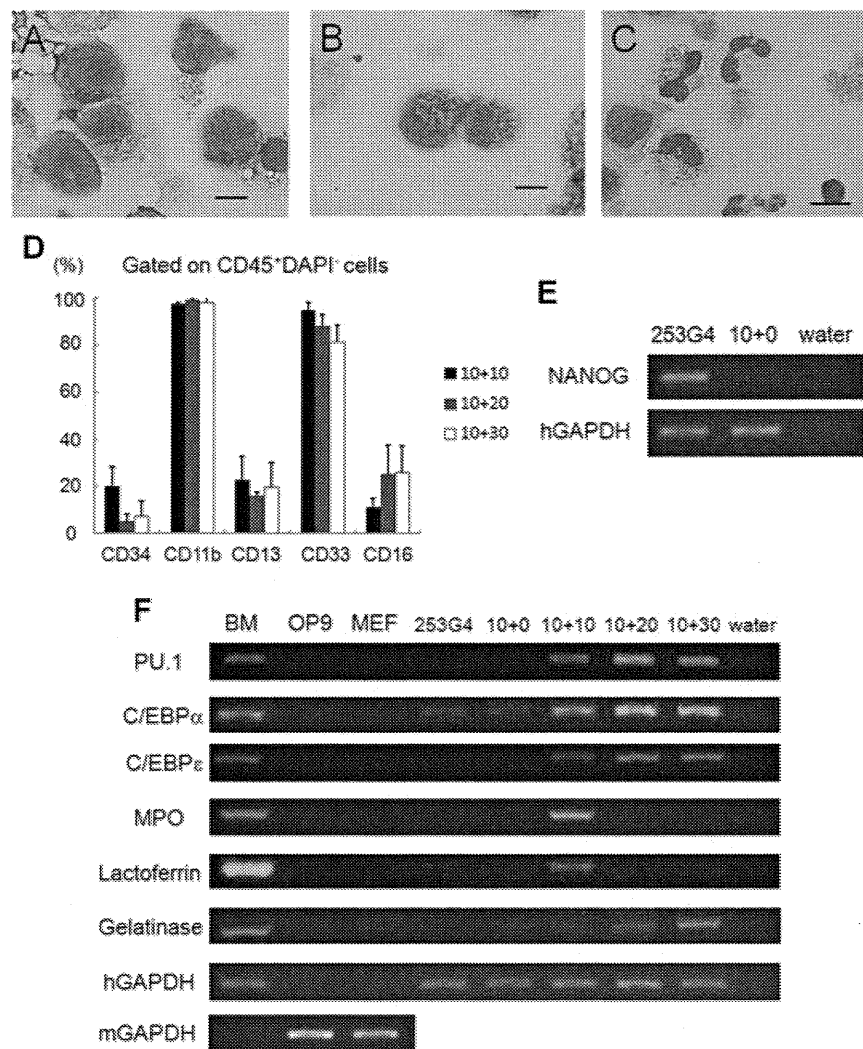 A B C
D (%) Gated on CD45⁺DAPI⁻ cells
100
80
60
40
20
0
CD34 CD11b CD13 CD33 CD16
10+10
10+20
10+30
E
253G4 10+0 water
NANOG
hGAPDH
F
BM OP9 MEF 253G4 10+0 10+10 10+20 10+30 water
PU.1
C/EBPα
C/EBPε
MPO
Lactoferrin
Gelatinase
hGAPDH
mGAPDH